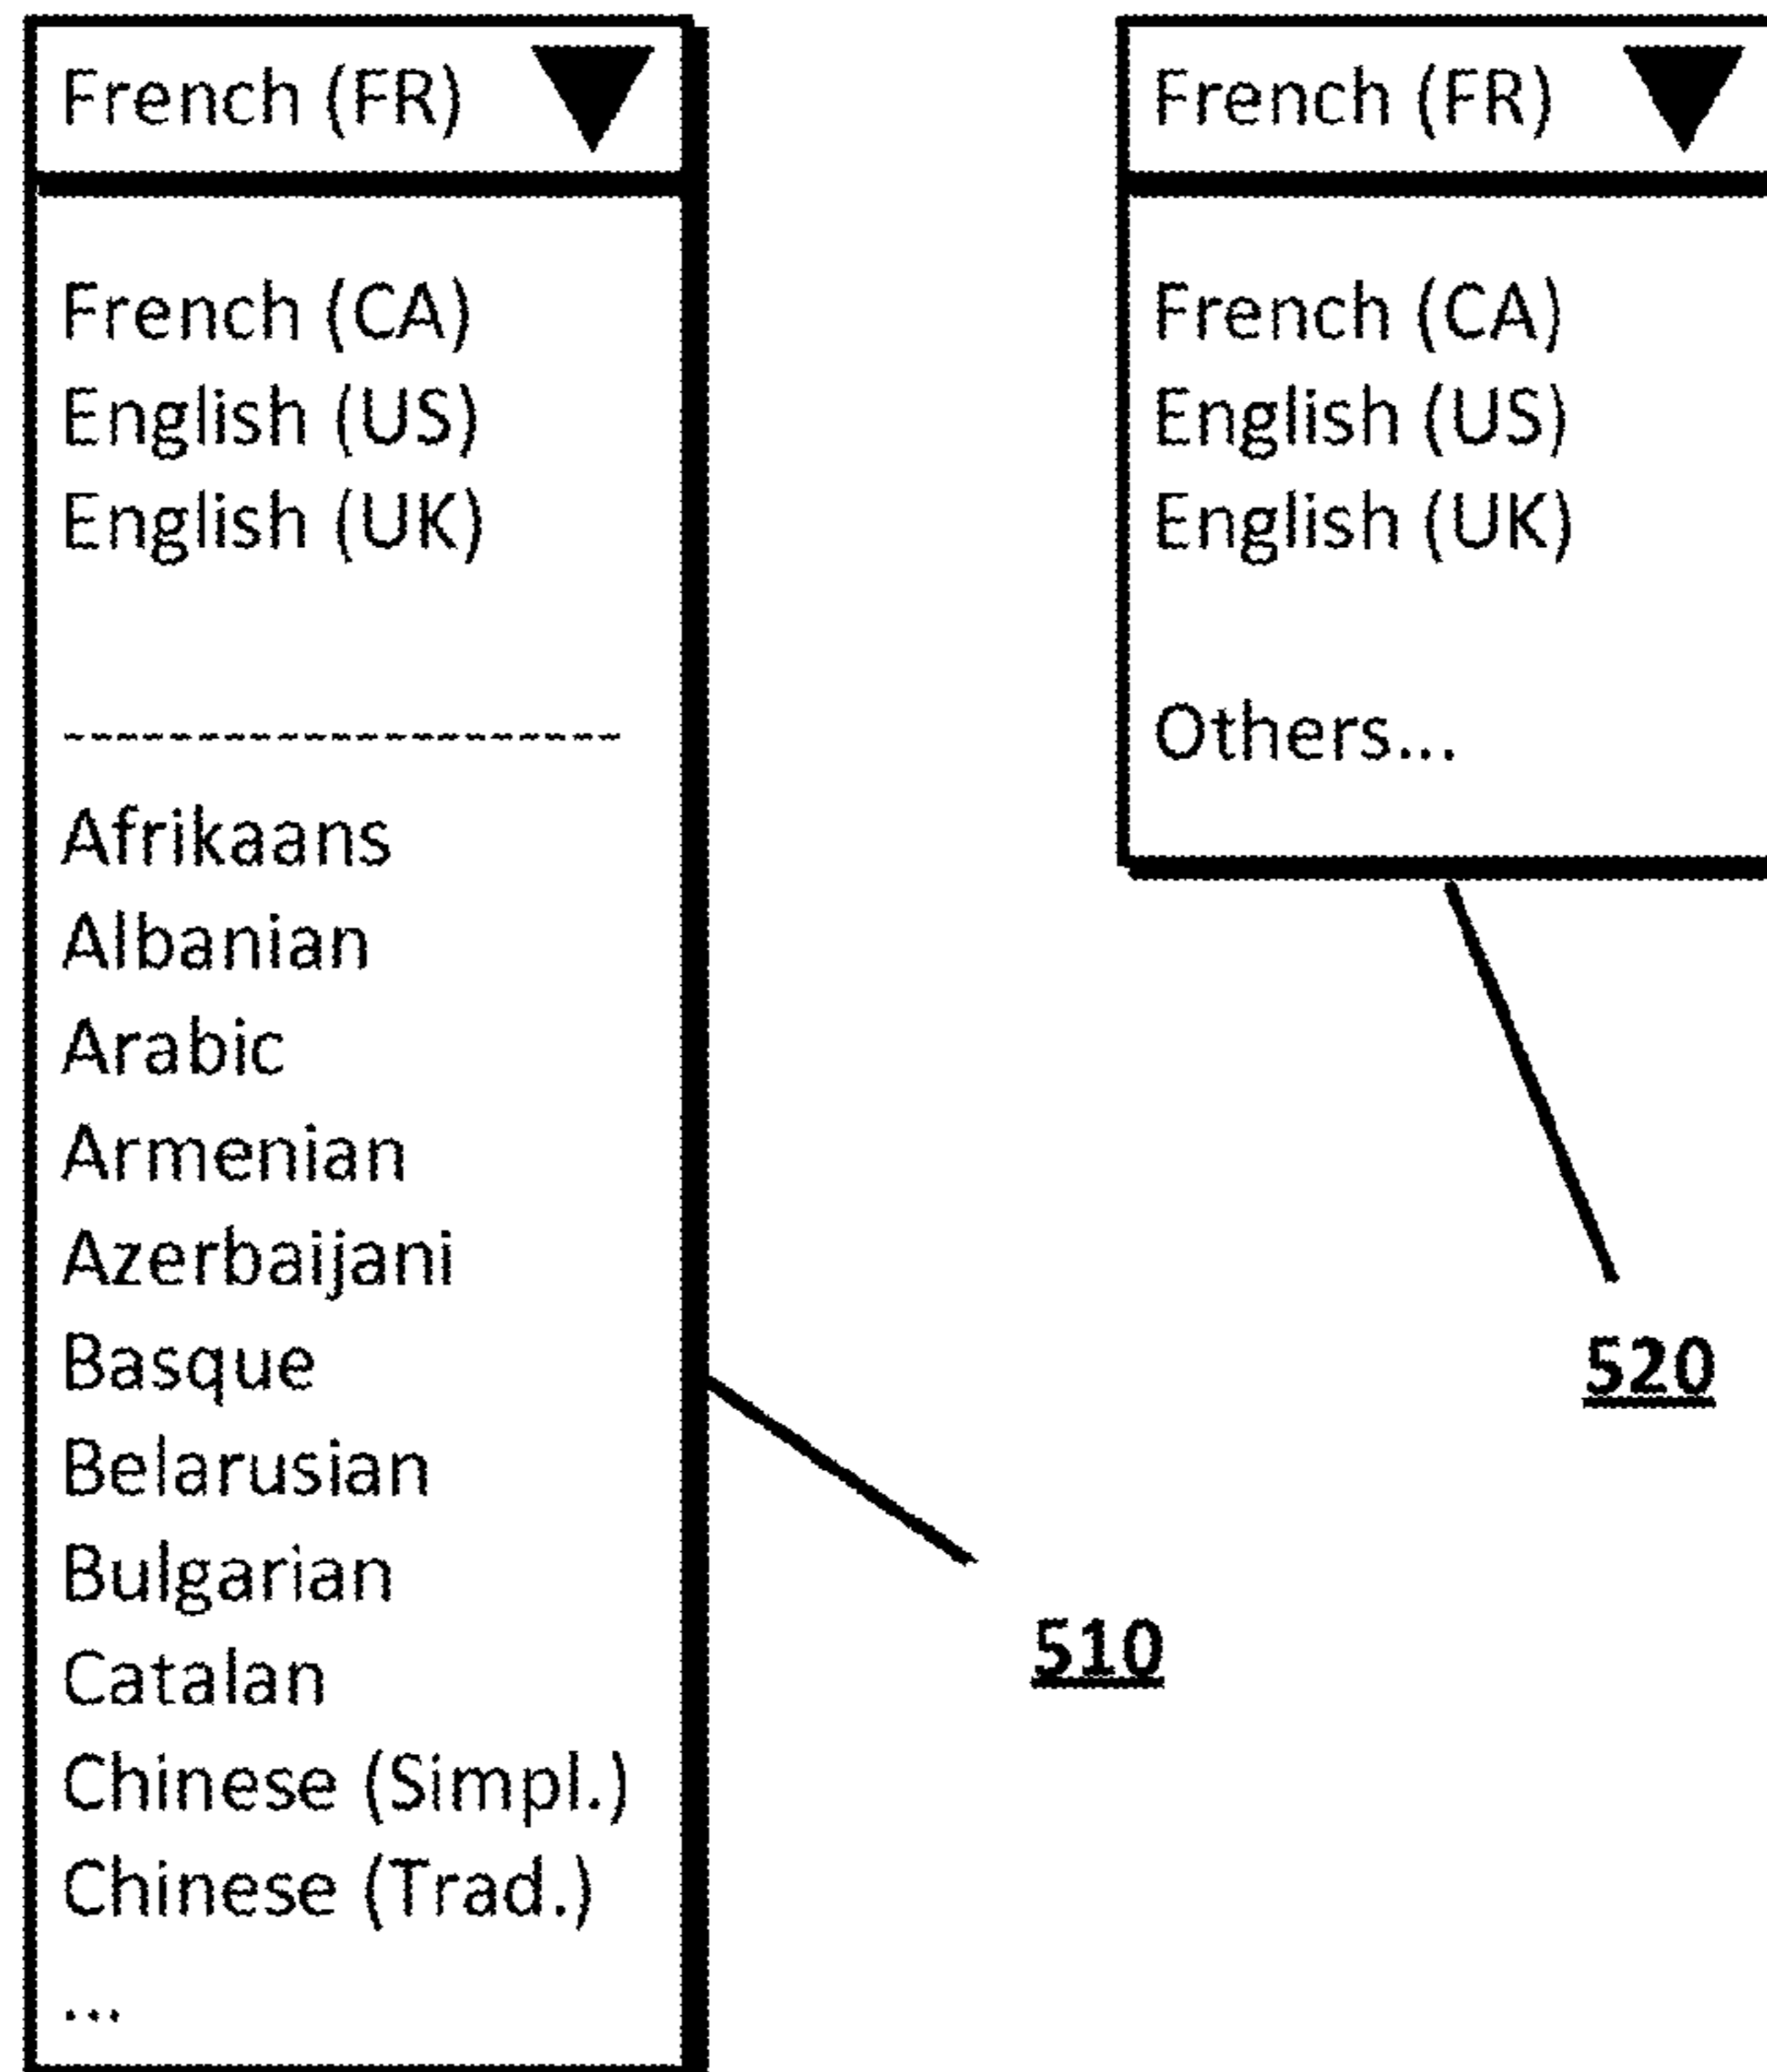 French (FR)
French (CA)
English (US)
English (UK)
----------------------
Afrikaans
Albanian
Arabic
Armenian
Azerbaijani
Basque
Belarusian
Bulgarian
Catalan
Chinese (Simpl.)
Chinese (Trad.)
...
510
French (FR)
French (CA)
English (US)
English (UK)
Others...
520